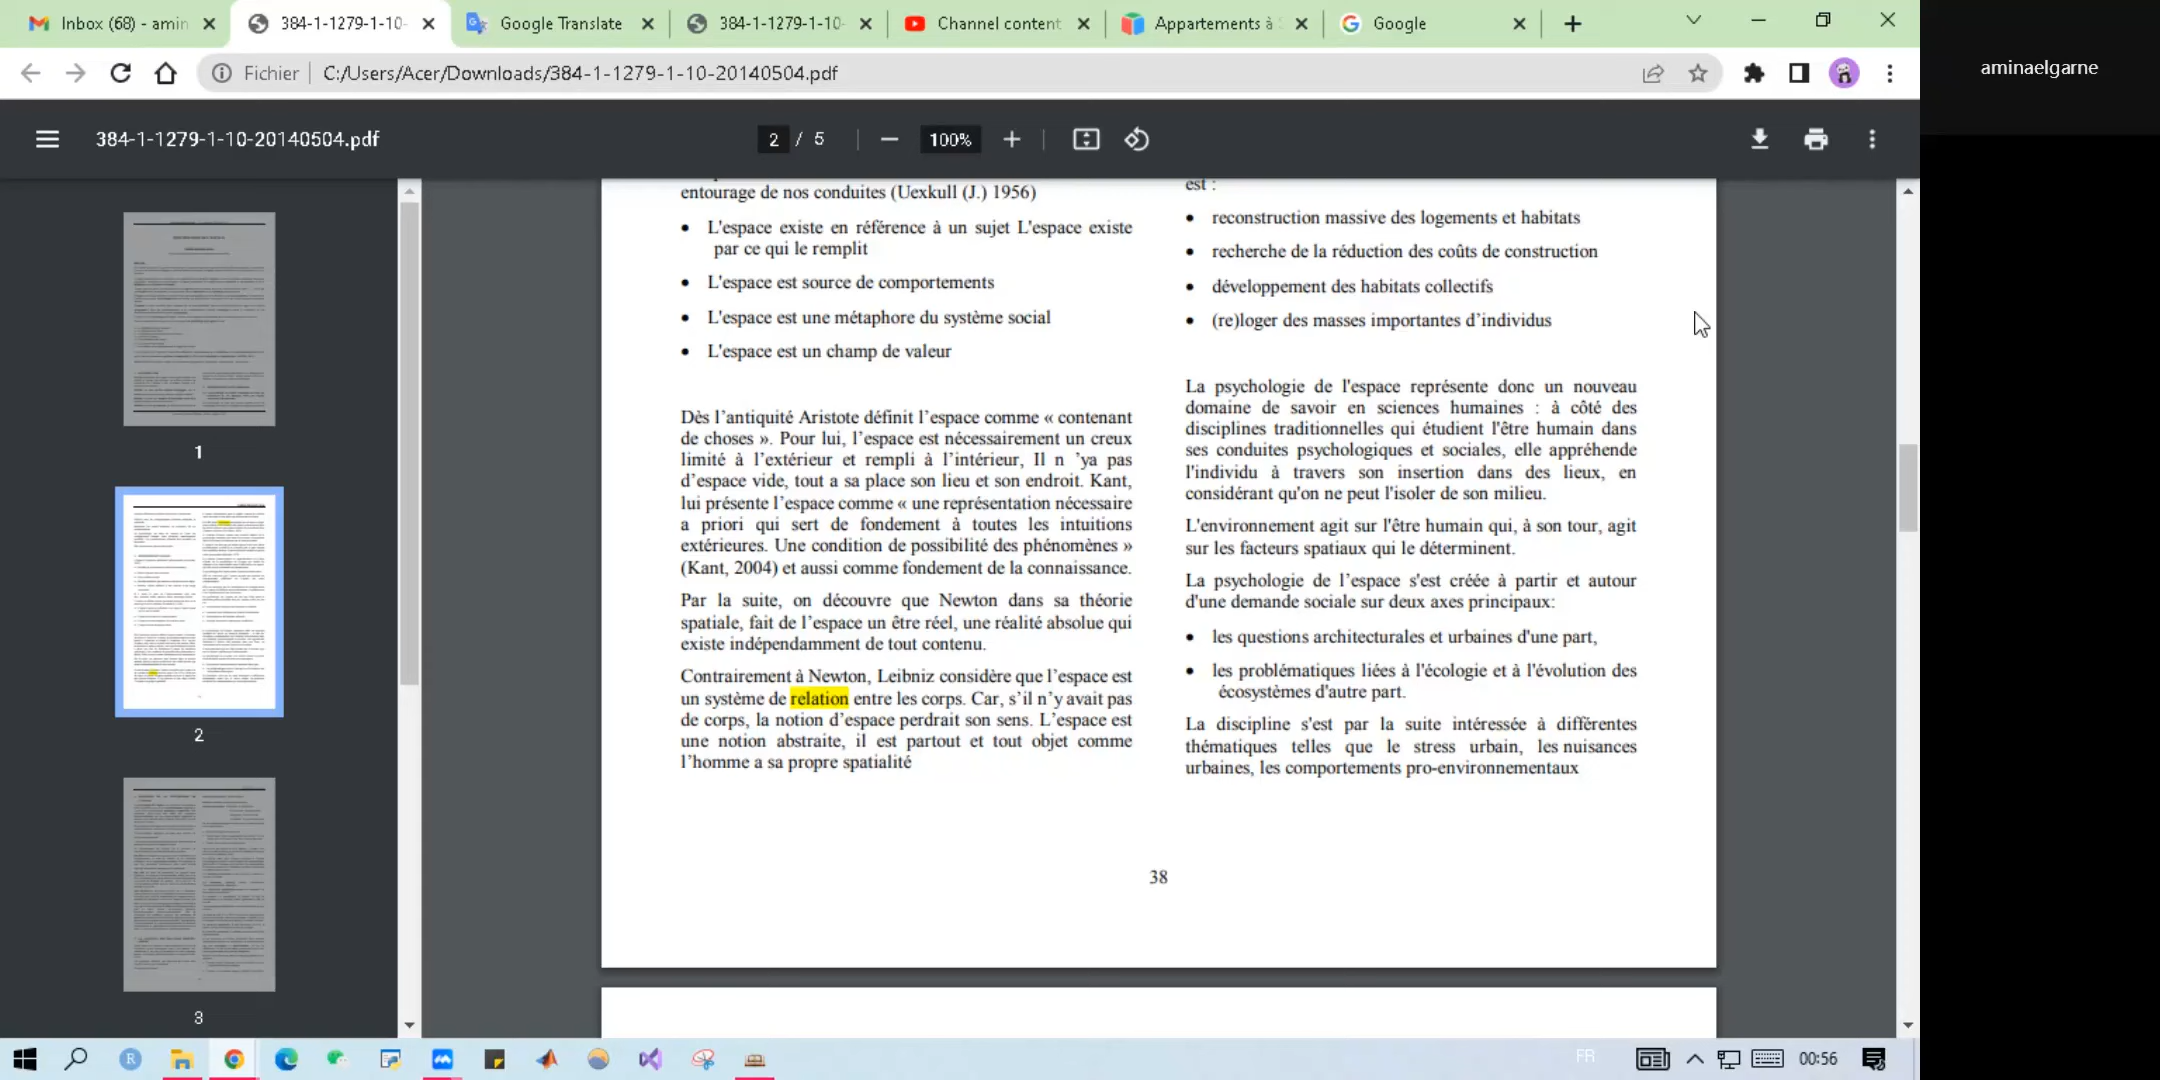 Inbox (68) - amin
384-1-1279-1-10-
Google Translate
384-1-1279-1-10-
Channel content
Appartements à
Google
Fichier
C:/Users/Acer/Downloads/384-1-1279-1-10-20140504.pdf
aminaelgarne
384-1-1279-1-10-20140504.pdf
2 / 5
100%
1
2
3
entourage de nos conduites (Uexkull (J.) 1956)
• L'espace existe en référence à un sujet L'espace existe
par ce qui le remplit
• L'espace est source de comportements
• L'espace est une métaphore du système social
• L'espace est un champ de valeur
Dès l’antiquité Aristote définit l’espace comme « contenant
de choses ». Pour lui, l’espace est nécessairement un creux
limité à l’extérieur et rempli à l’intérieur, Il n ’ya pas
d’espace vide, tout a sa place son lieu et son endroit. Kant,
lui présente l’espace comme « une représentation nécessaire
a priori qui sert de fondement à toutes les intuitions
extérieures. Une condition de possibilité des phénomènes »
(Kant, 2004) et aussi comme fondement de la connaissance.
Par la suite, on découvre que Newton dans sa théorie
spatiale, fait de l’espace un être réel, une réalité absolue qui
existe indépendamment de tout contenu.
Contrairement à Newton, Leibniz considère que l’espace est
un système de relation entre les corps. Car, s’il n’y avait pas
de corps, la notion d’espace perdrait son sens. L’espace est
une notion abstraite, il est partout et tout objet comme
l’homme a sa propre spatialité
est :
• reconstruction massive des logements et habitats
• recherche de la réduction des coûts de construction
• développement des habitats collectifs
• (re)loger des masses importantes d’individus
La psychologie de l'espace représente donc un nouveau
domaine de savoir en sciences humaines : à côté des
disciplines traditionnelles qui étudient l'être humain dans
ses conduites psychologiques et sociales, elle appréhende
l'individu à travers son insertion dans des lieux, en
considérant qu'on ne peut l'isoler de son milieu.
L'environnement agit sur l'être humain qui, à son tour, agit
sur les facteurs spatiaux qui le déterminent.
La psychologie de l’espace s'est créée à partir et autour
d'une demande sociale sur deux axes principaux:
• les questions architecturales et urbaines d'une part,
• les problématiques liées à l'écologie et à l'évolution des
écosystèmes d'autre part.
La discipline s'est par la suite intéressée à différentes
thématiques telles que le stress urbain, les nuisances
urbaines, les comportements pro-environnementaux
38
FR
00:56